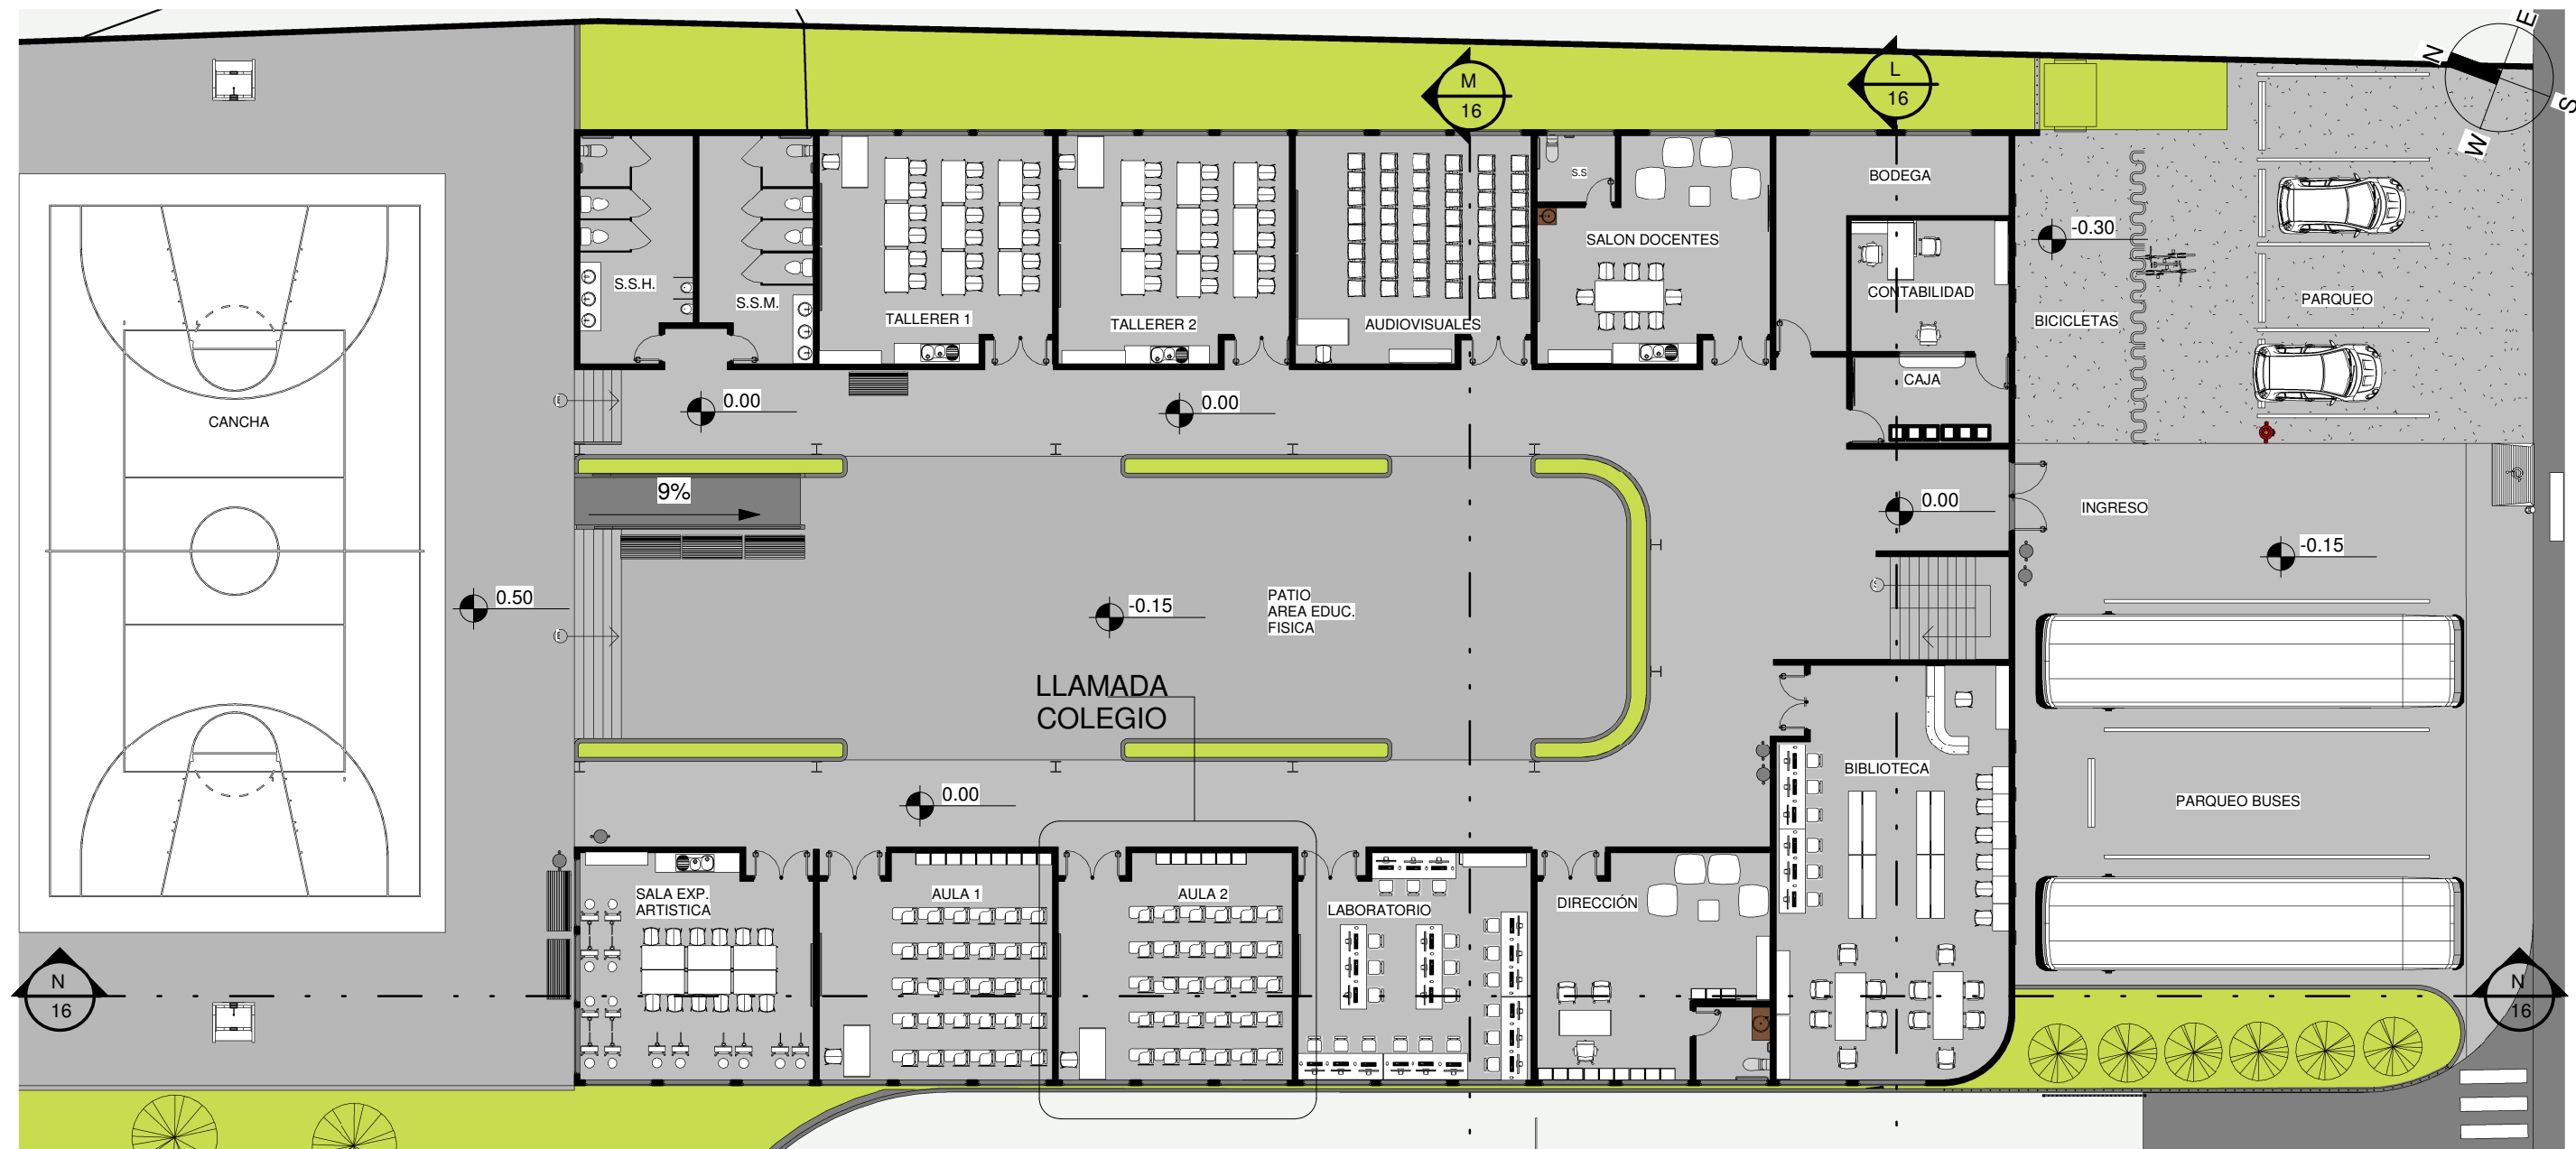 E
N
S
W
M
16
L
16
S.S
BODEGA
SALON DOCENTES
-0.30
S.S.H.
S.S.M.
CONTABILIDAD
PARQUEO
TALLERER 1
TALLERER 2
AUDIOVISUALES
BICICLETAS
CAJA
0.00
0.00
CANCHA
9%
0.00
INGRESO
-0.15
0.50
-0.15
PATIO
AREA EDUC.
FISICA
LLAMADA
COLEGIO
BIBLIOTECA
0.00
PARQUEO BUSES
SALA EXP.
ARTISTICA
AULA 1
AULA 2
LABORATORIO
DIRECCIÓN
N
16
N
16